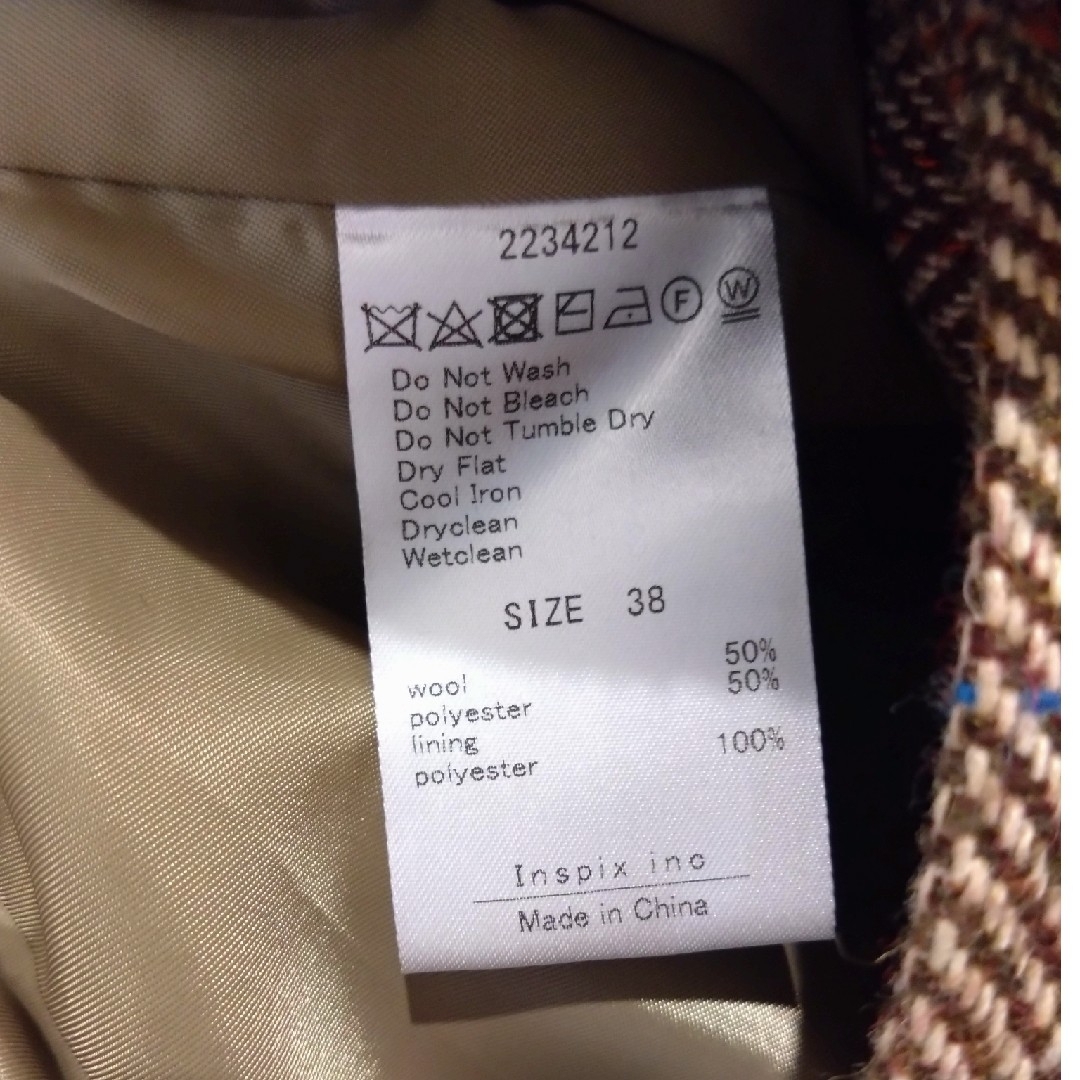 2234212
F W
Do Not Wash
Do Not Bleach
Do Not Tumble Dry
Dry Flat
Cool Iron
Dryclean
Wetclean
SIZE 38
50%
wool 50%
polyester
lining 100%
polyester
Inspix inc
Made in China